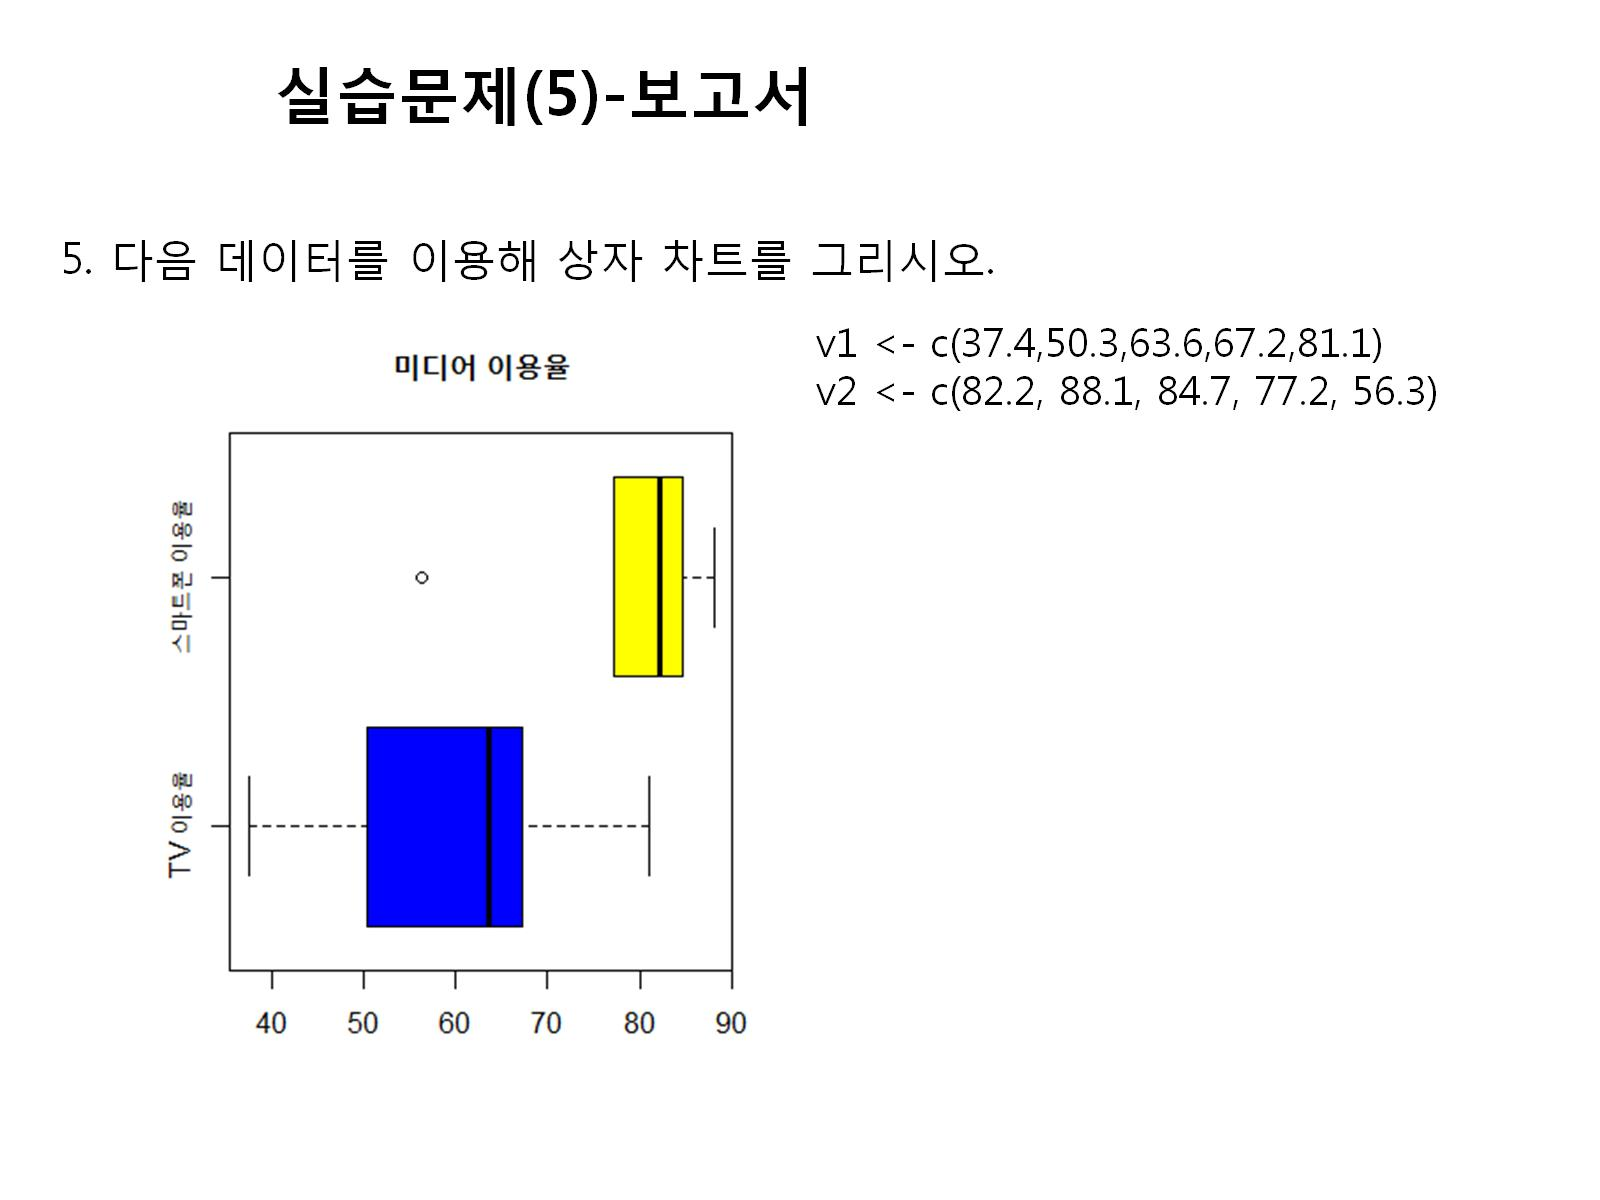 실습문제(5)-보고서
5. 다음 데이터를 이용해 상자 차트를 그리시오.
v1 <- c(37.4,50.3,63.6,67.2,81.1)
v2 <- c(82.2, 88.1, 84.7, 77.2, 56.3)
미디어 이용율
스마트폰 이용율
TV 이용율
40 50 60 70 80 90